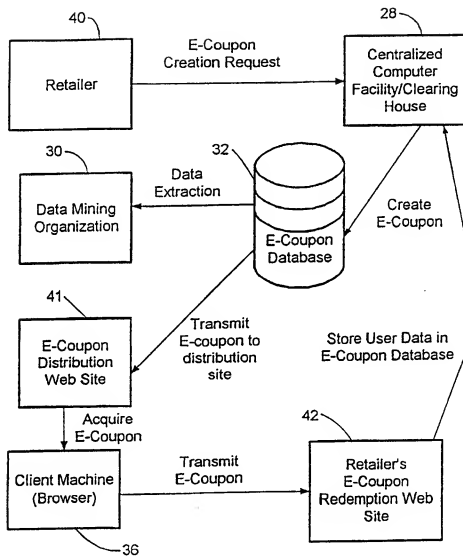 40
28
E-Coupon
Creation Request
Retailer
Centralized
Computer
Facility/Clearing
House
30
32
Data
Extraction
Data Mining
Organization
E-Coupon
Database
Create
E-Coupon
41
E-Coupon
Distribution
Web Site
Transmit
E-coupon to
distribution
site
Store User Data in
E-Coupon Database
Acquire
E-Coupon
42
Client Machine
(Browser)
Transmit
E-Coupon
Retailer's
E-Coupon
Redemption Web
Site
36